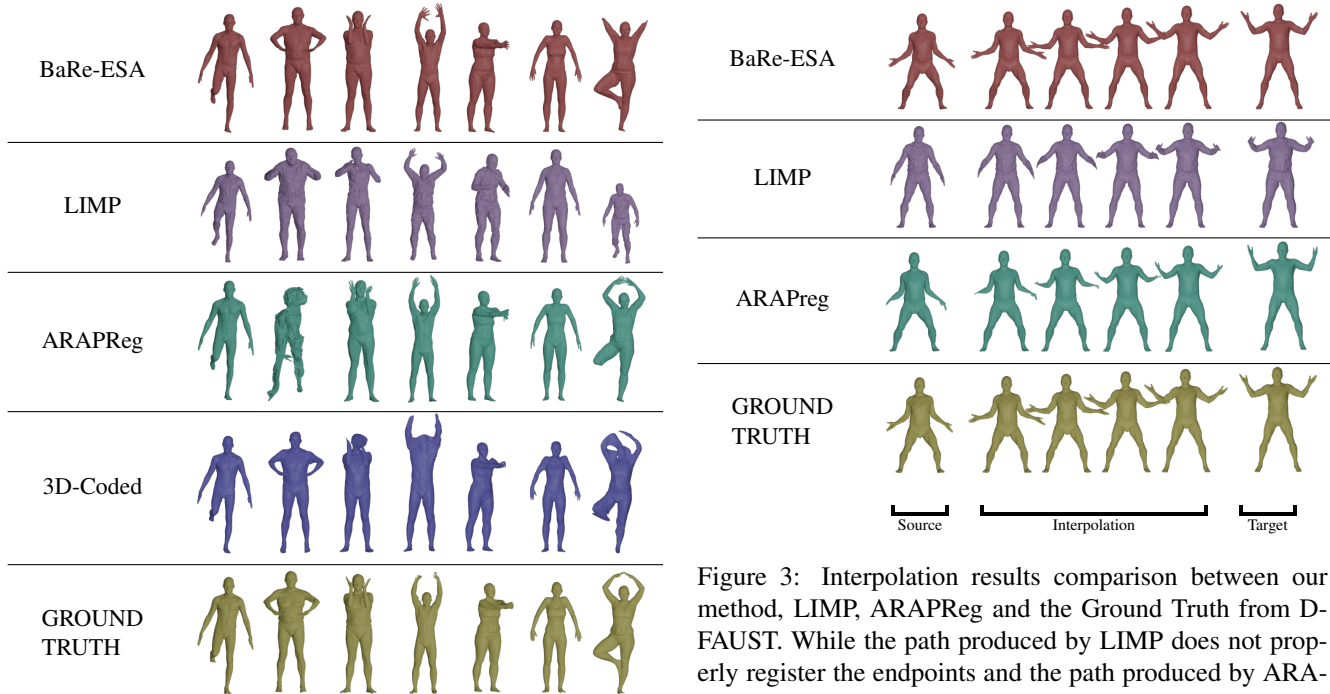 BaRe-ESA
LIMP
ARAPReg
3D-Coded
GROUND
TRUTH
BaRe-ESA
LIMP
ARAPreg
GROUND
TRUTH
Source
Interpolation
Target
Figure 3: Interpolation results comparison between our
method, LIMP, ARAPReg and the Ground Truth from D-
FAUST. While the path produced by LIMP does not prop-
erly register the endpoints and the path produced by ARA-